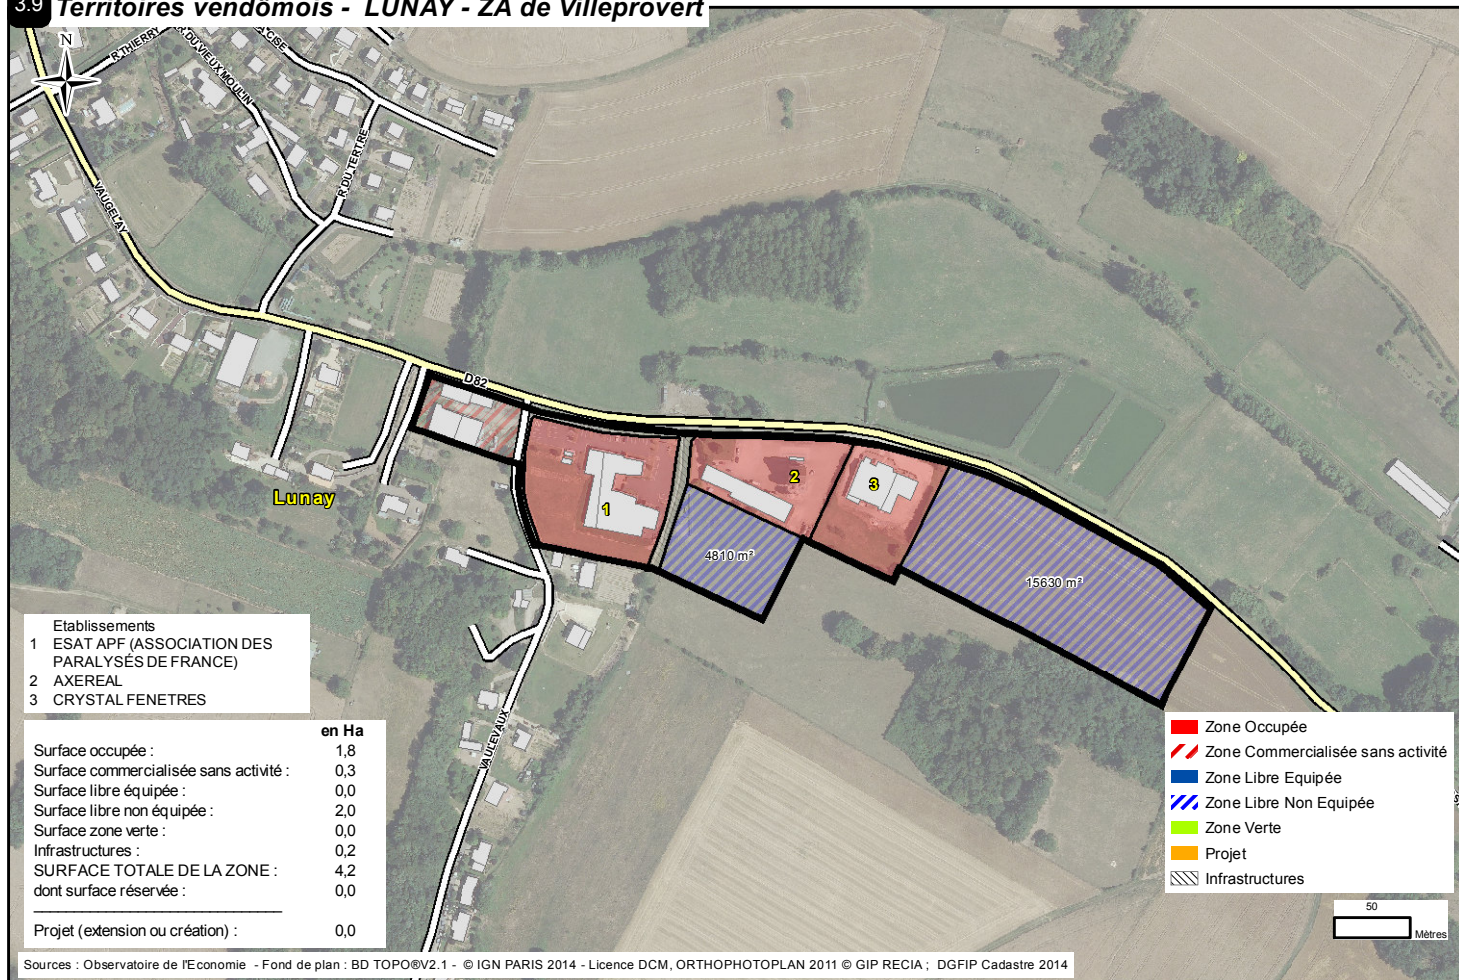 3.9 Territoires vendômois - LUNAY - ZA de Villeprovert
N
R.THIERRY
R.DU VIEUX MOULIN
R.DU TERTRE
VAUGELAY
D82
Lunay
1
2
3
4810 m²
15630 m²
VAULEVAUX
Etablissements
1 ESAT APF (ASSOCIATION DES
PARALYSÉS DE FRANCE)
2 AXEREAL
3 CRYSTAL FENETRES
en Ha
Surface occupée : 1,8
Surface commercialisée sans activité : 0,3
Surface libre équipée : 0,0
Surface libre non équipée : 2,0
Surface zone verte : 0,0
Infrastructures : 0,2
SURFACE TOTALE DE LA ZONE : 4,2
dont surface réservée : 0,0
Projet (extension ou création) : 0,0
Zone Occupée
Zone Commercialisée sans activité
Zone Libre Equipée
Zone Libre Non Equipée
Zone Verte
Projet
Infrastructures
50
Mètres
Sources : Observatoire de l'Economie - Fond de plan : BD TOPO®V2.1 - © IGN PARIS 2014 - Licence DCM, ORTHOPHOTOPLAN 2011 © GIP RECIA ; DGFIP Cadastre 2014